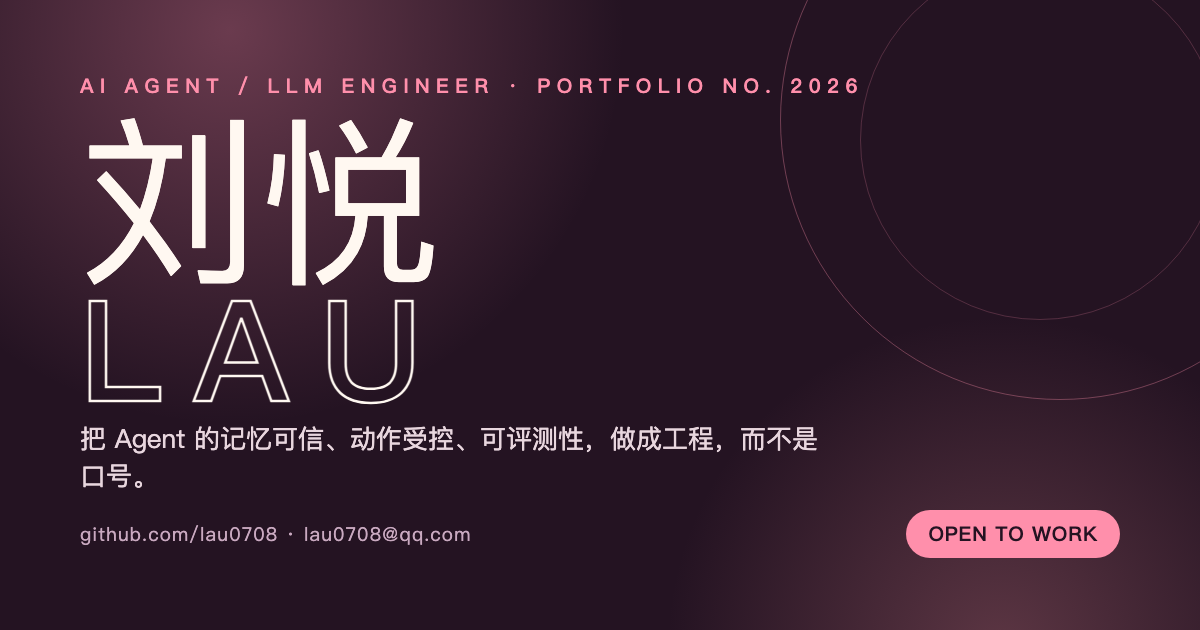 AI AGENT / LLM ENGINEER · PORTFOLIO NO. 2026
刘悦
LAU
把 Agent 的记忆可信、动作受控、可评测性，做成工程，而不是
口号。
github.com/lau0708 · lau0708@qq.com
OPEN TO WORK